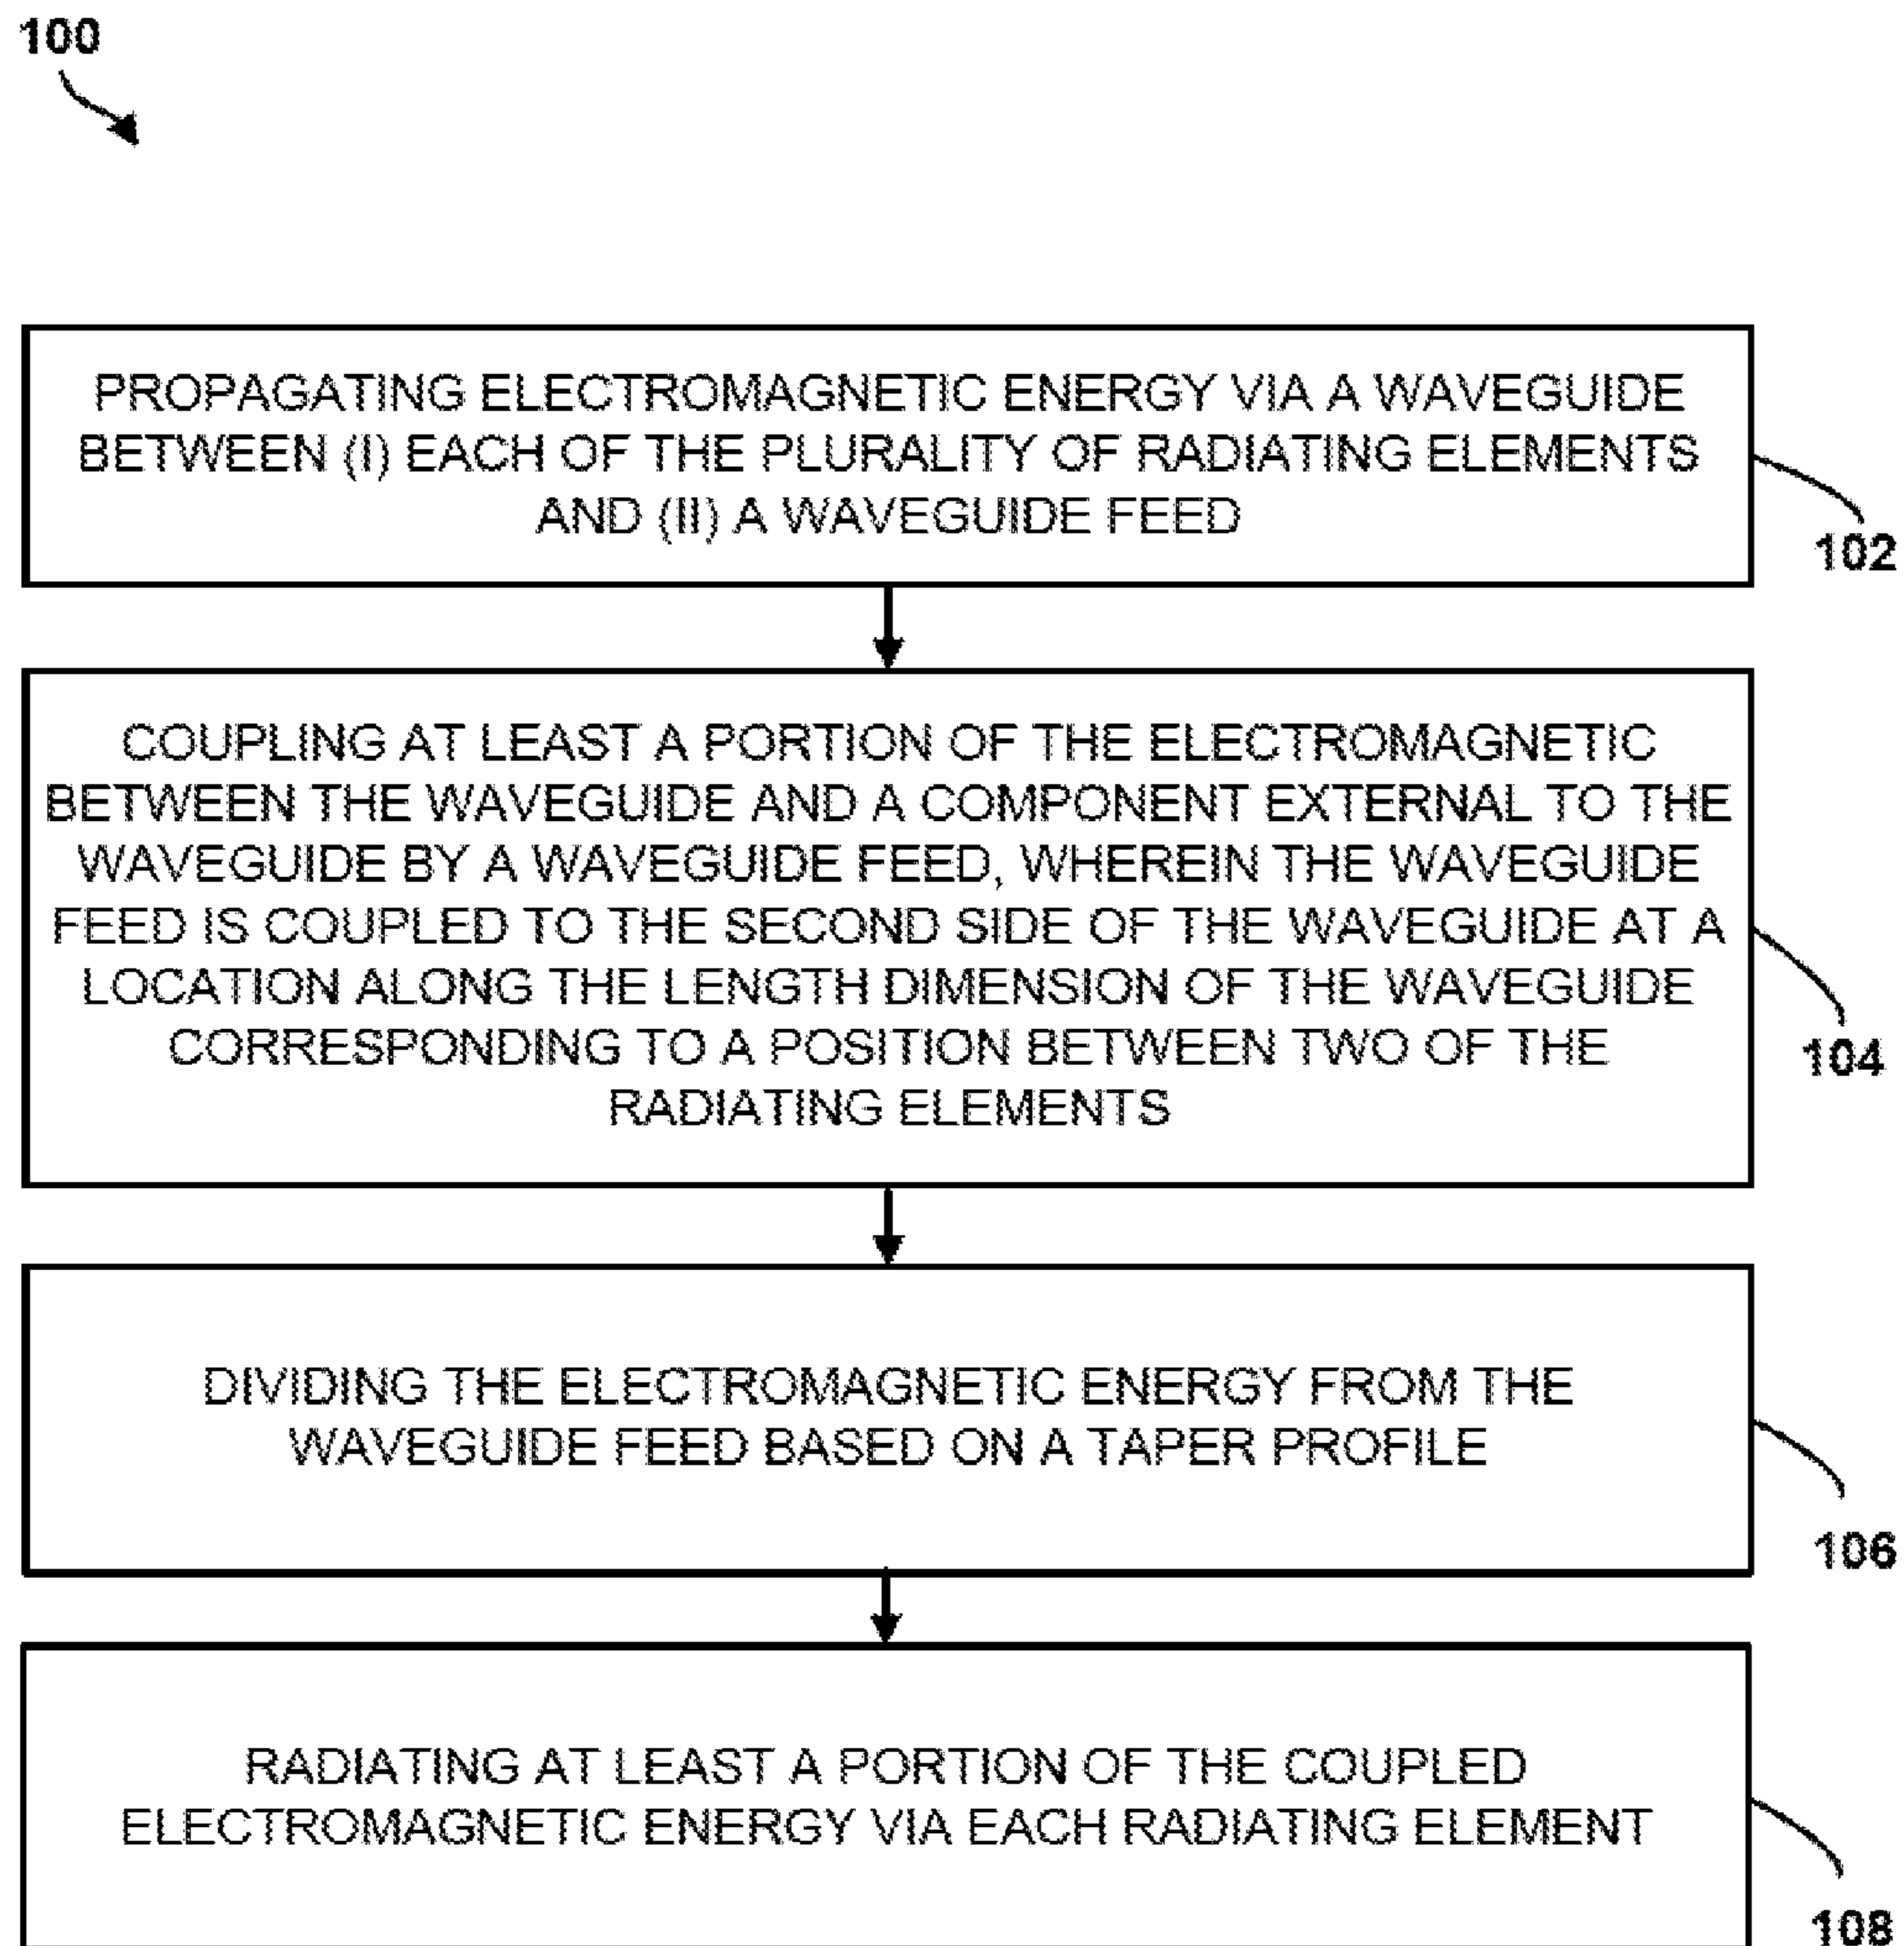 100
PROPAGATING ELECTROMAGNETIC ENERGY VIA A WAVEGUIDE
BETWEEN (I) EACH OF THE PLURALITY OF RADIATING ELEMENTS
AND (II) A WAVEGUIDE FEED
102
COUPLING AT LEAST A PORTION OF THE ELECTROMAGNETIC
BETWEEN THE WAVEGUIDE AND A COMPONENT EXTERNAL TO THE
WAVEGUIDE BY A WAVEGUIDE FEED, WHEREIN THE WAVEGUIDE
FEED IS COUPLED TO THE SECOND SIDE OF THE WAVEGUIDE AT A
LOCATION ALONG THE LENGTH DIMENSION OF THE WAVEGUIDE
CORRESPONDING TO A POSITION BETWEEN TWO OF THE
RADIATING ELEMENTS
104
DIVIDING THE ELECTROMAGNETIC ENERGY FROM THE
WAVEGUIDE FEED BASED ON A TAPER PROFILE
106
RADIATING AT LEAST A PORTION OF THE COUPLED
ELECTROMAGNETIC ENERGY VIA EACH RADIATING ELEMENT
108